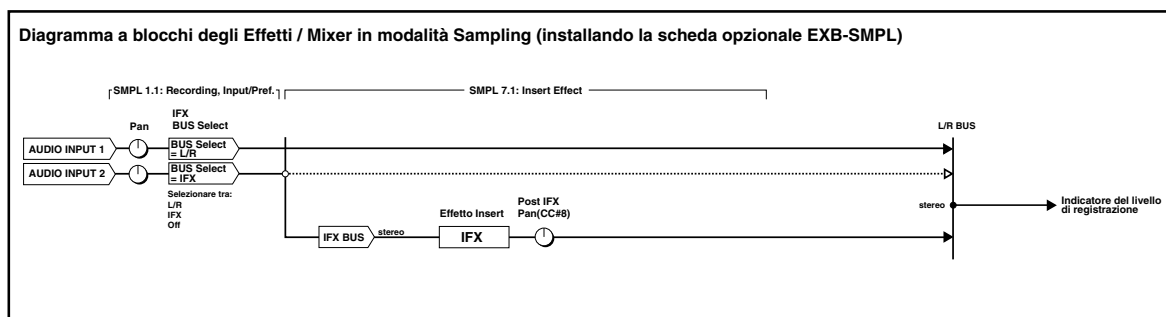 Diagramma a blocchi degli Effetti / Mixer in modalità Sampling (installando la scheda opzionale EXB-SMPL)
SMPL 1.1: Recording, Input/Pref.
SMPL 7.1: Insert Effect
Pan
IFX
BUS Select
L/R BUS
AUDIO INPUT 1
BUS Select
= L/R
AUDIO INPUT 2
BUS Select
= IFX
Selezionare tra:
L/R
IFX
Off
stereo
Indicatore del livello
di registrazione
IFX BUS
stereo
Effetto Insert
IFX
Post IFX
Pan(CC#8)